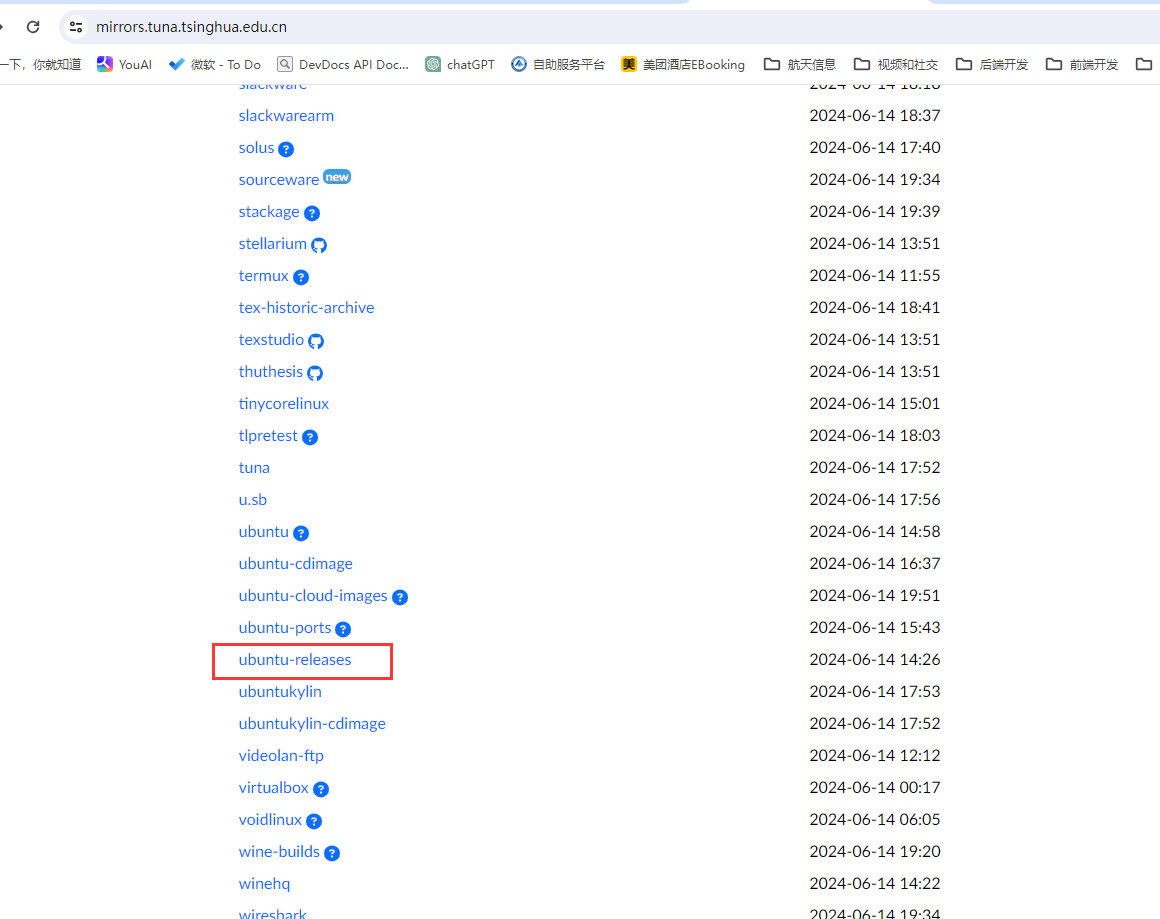 mirrors.tuna.tsinghua.edu.cn
一下，你就知道 YouAI 微软 - To Do DevDocs API Doc... chatGPT 自助服务平台 美团酒店EBooking 航天信息 视频和社交 后端开发 前端开发
slackware 2024-06-14 18:18
slackwarearm 2024-06-14 18:37
solus 2024-06-14 17:40
sourceware new 2024-06-14 19:34
stackage 2024-06-14 19:39
stellarium 2024-06-14 13:51
termux 2024-06-14 11:55
tex-historic-archive 2024-06-14 18:41
texstudio 2024-06-14 13:51
thuthesis 2024-06-14 13:51
tinycorelinux 2024-06-14 15:01
tlpretest 2024-06-14 18:03
tuna 2024-06-14 17:52
u.sb 2024-06-14 17:56
ubuntu 2024-06-14 14:58
ubuntu-cdimage 2024-06-14 16:37
ubuntu-cloud-images 2024-06-14 19:51
ubuntu-ports 2024-06-14 15:43
ubuntu-releases 2024-06-14 14:26
ubuntukylin 2024-06-14 17:53
ubuntukylin-cdimage 2024-06-14 17:52
videolan-ftp 2024-06-14 12:12
virtualbox 2024-06-14 00:17
voidlinux 2024-06-14 06:05
wine-builds 2024-06-14 19:20
winehq 2024-06-14 14:22
wireshark 2024-06-14 19:34